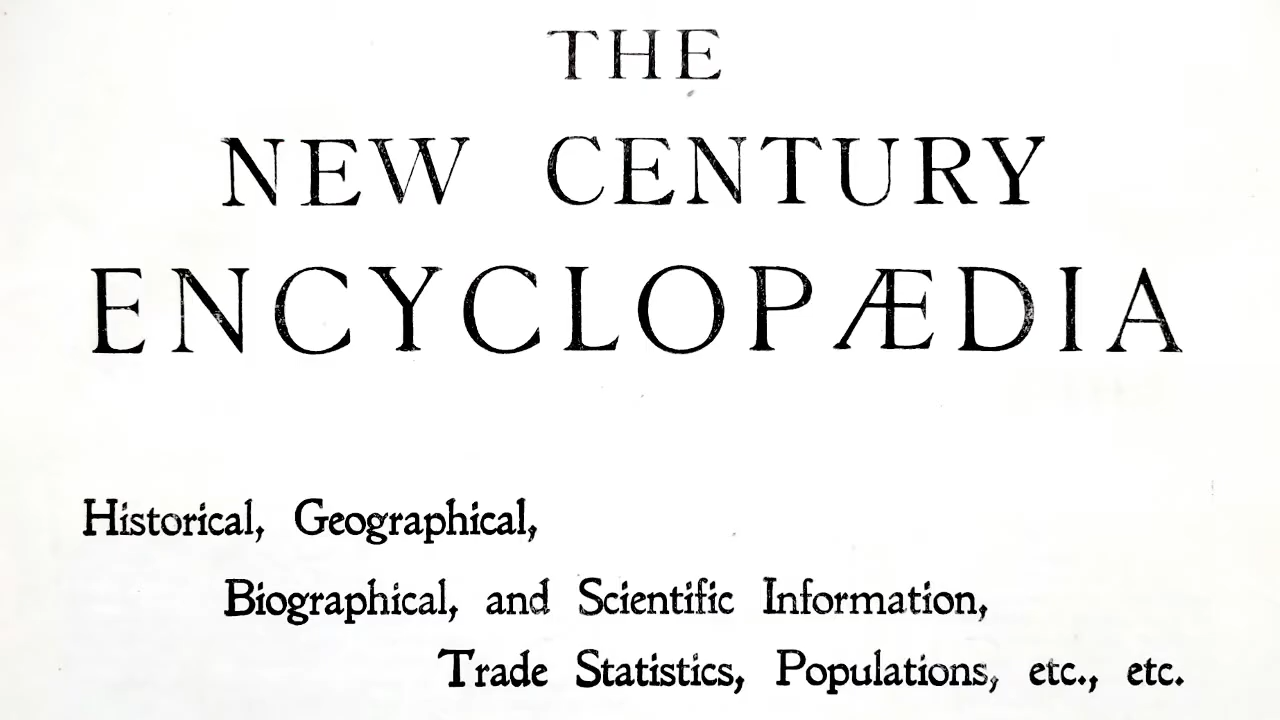 THE
NEW CENTURY
ENCYCLOPÆDIA
Historical, Geographical,
Biographical, and Scientific Information,
Trade Statistics, Populations, etc., etc.